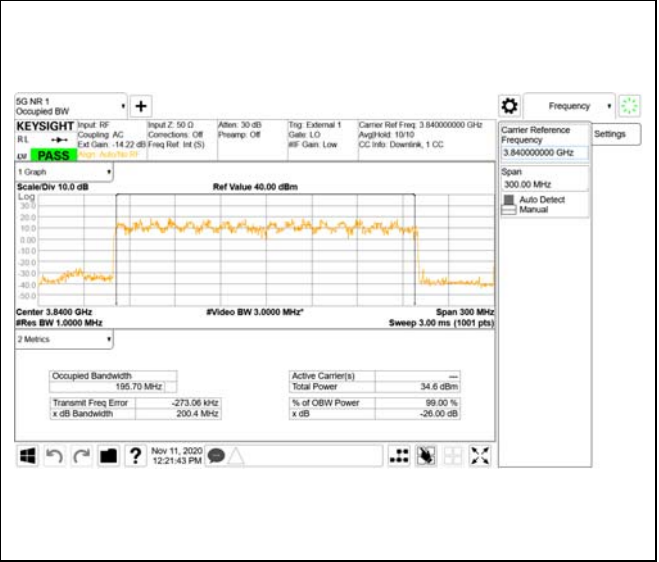 5G NR 1
Occupied BW
Frequency
KEYSIGHT Input: RF Input Z: 50 Ω Atten: 30 dB Trig: External 1 Carrier Ref Freq: 3.840000000 GHz
RL Coupling: AC Corrections: Off Preamp: Off Gate: LO Avg|Hold: 10/10
Ext Gain: -14.22 dB Freq Ref: Int (S) #IF Gain: Low CC Info: Downlink, 1 CC
PASS Align: Auto/No RF
Carrier Reference
Frequency
3.840000000 GHz
Settings
Span
300.00 MHz
Auto Detect
Manual
1 Graph
Scale/Div 10.0 dB Ref Value 40.00 dBm
Log
30.0
20.0
10.0
0.00
-10.0
-20.0
-30.0
-40.0
-50.0
Center 3.8400 GHz #Video BW 3.0000 MHz* Span 300 MHz
#Res BW 1.0000 MHz Sweep 3.00 ms (1001 pts)
2 Metrics
Occupied Bandwidth
195.70 MHz
Transmit Freq Error -273.06 kHz
x dB Bandwidth 200.4 MHz
Active Carrier(s) —
Total Power 34.6 dBm
% of OBW Power 99.00 %
x dB -26.00 dB
Nov 11, 2020
12:21:43 PM